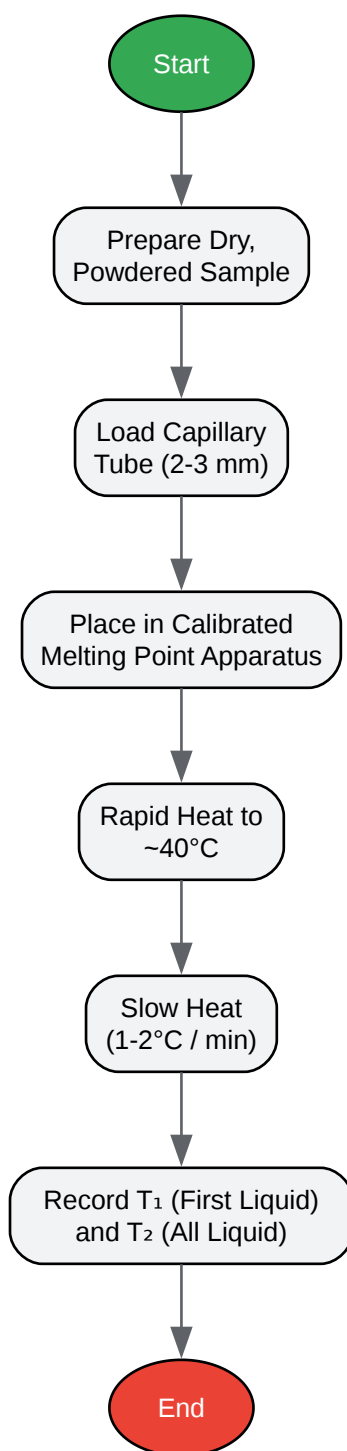 Start
Prepare Dry,
Powdered Sample
Load Capillary
Tube (2-3 mm)
Place in Calibrated
Melting Point Apparatus
Rapid Heat to
~40°C
Slow Heat
(1-2°C / min)
Record T₁ (First Liquid)
and T₂ (All Liquid)
End